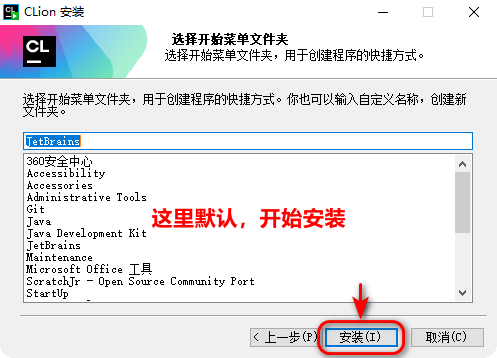 CLion 安装
CL
选择开始菜单文件夹
选择开始菜单文件夹，用于创建程序的快捷方式。
选择开始菜单文件夹，用于创建程序的快捷方式。你也可以输入自定义名称，创建新
文件夹。
JetBrains
360安全中心
Accessibility
Accessories
Administrative Tools
Git
Java
Java Development Kit
JetBrains
Maintenance
Microsoft Office 工具
ScratchJr - Open Source Community Port
StartUp
这里默认，开始安装
< 上一步(P)
安装(I)
取消(C)